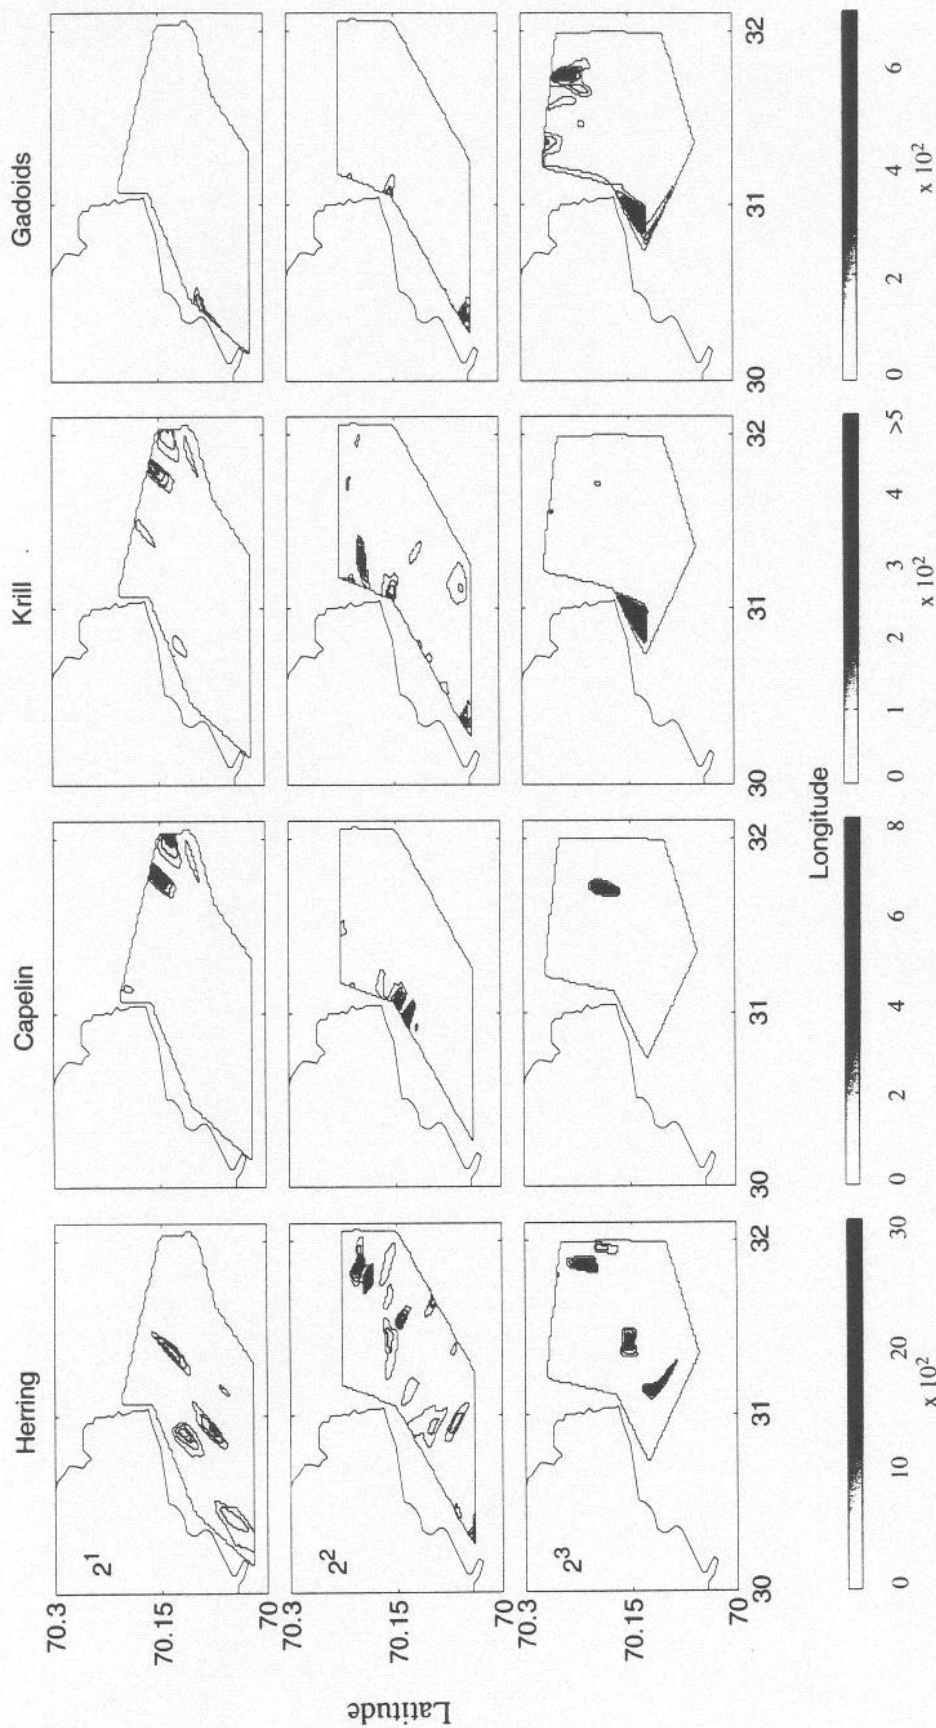 Herring Capelin Krill Gadoids
70.3
2¹
70.15
70
70.3
2²
70.15
70.3
2³
70.15
70
Latitude
30 31 32 30 31 32 30 31 32 30 31 32
Longitude
0 10 20 30 0 2 4 6 8 0 1 2 3 4 >5 0 2 4 6
x 10² x 10² x 10²